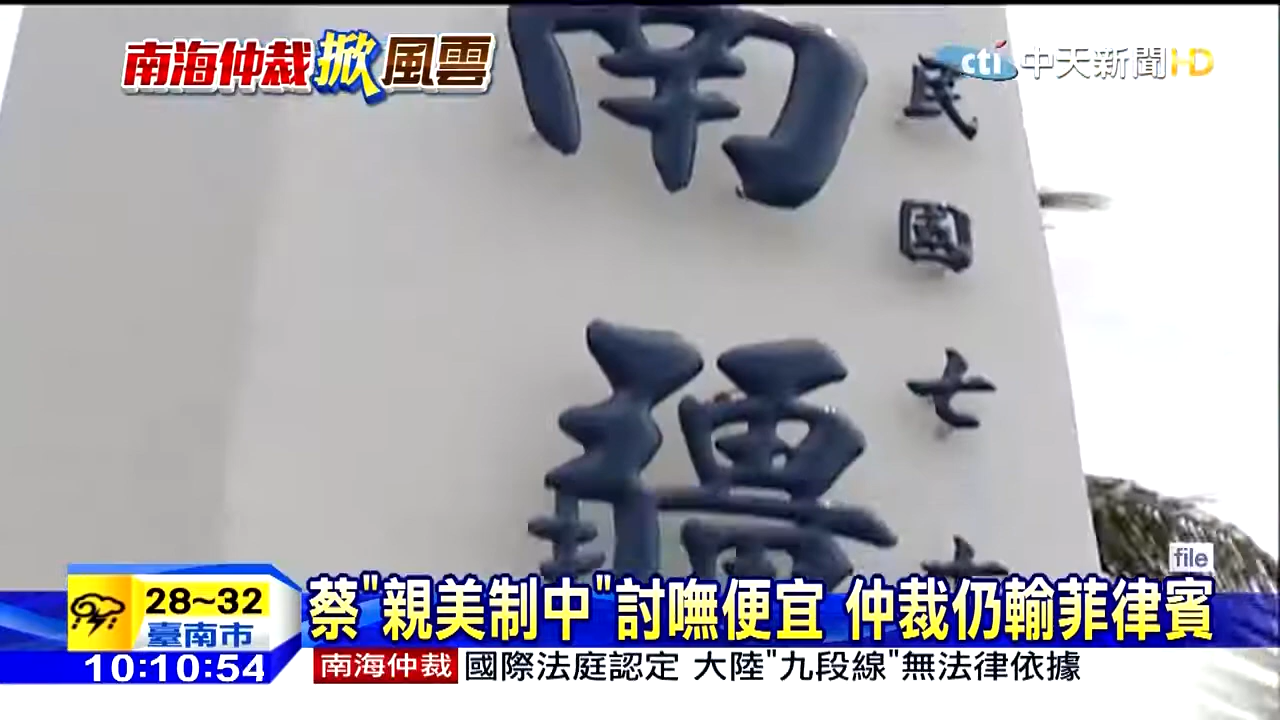 南海仲裁掀風雲
cti 中天新聞HD
民國七
南疆
file
28~32
臺南市
10:10:54
蔡"親美制中"討嘸便宜 仲裁仍輸菲律賓
南海仲裁 國際法庭認定 大陸"九段線"無法律依據